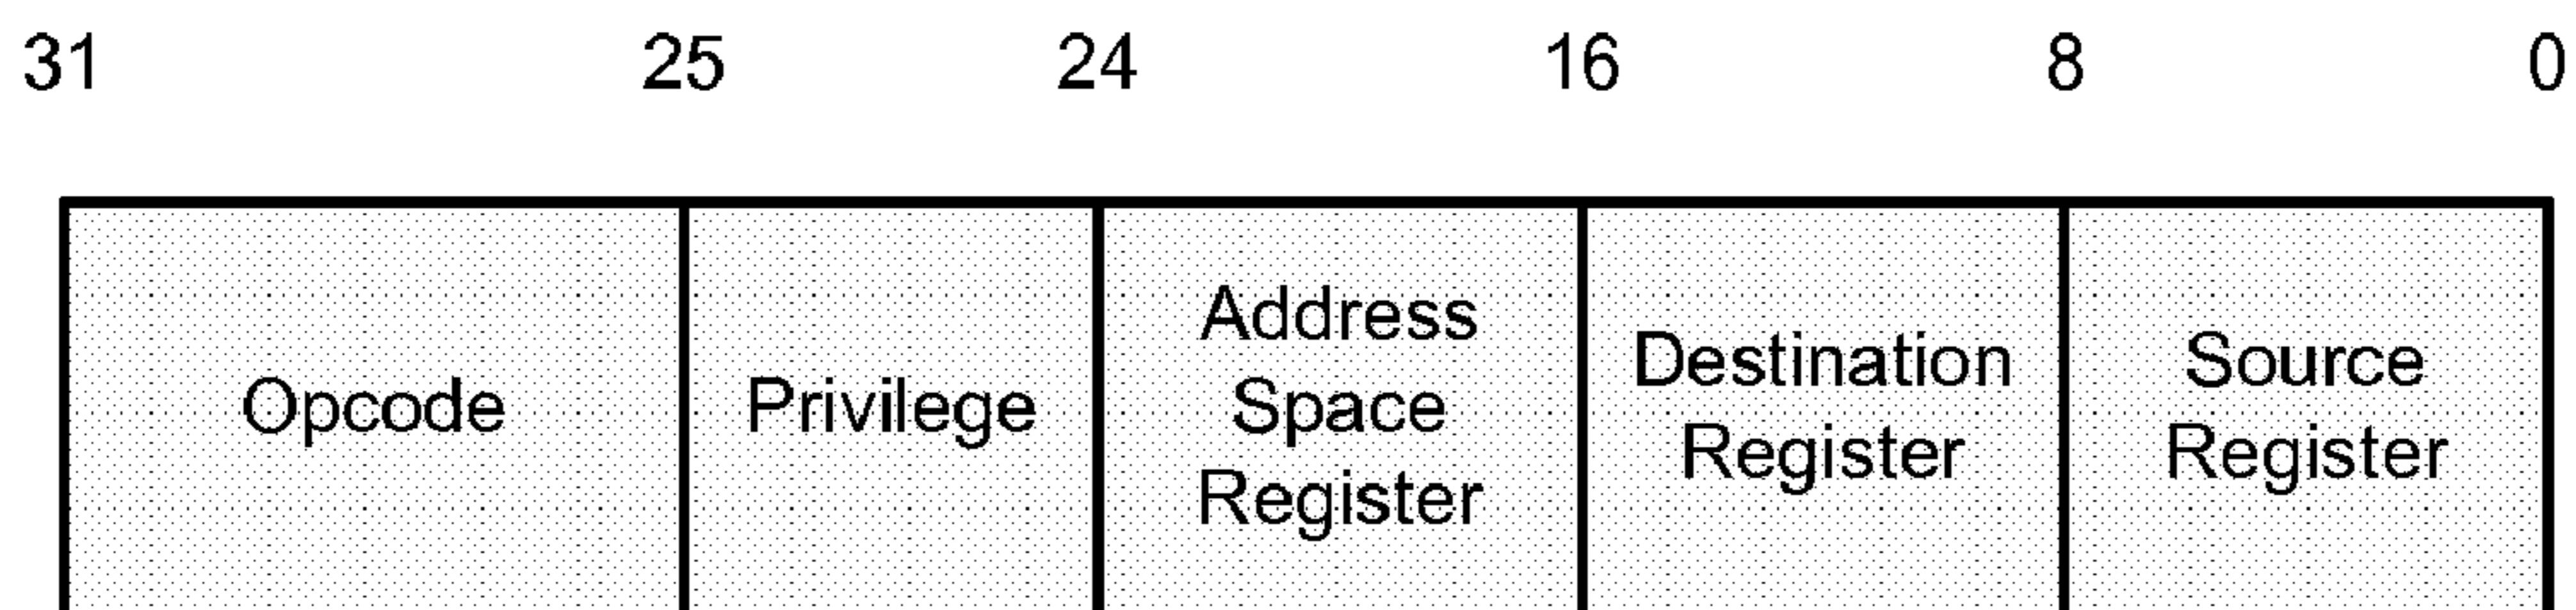 31 25 24 16 8 0
Opcode
Privilege
Address
Space
Register
Destination
Register
Source
Register